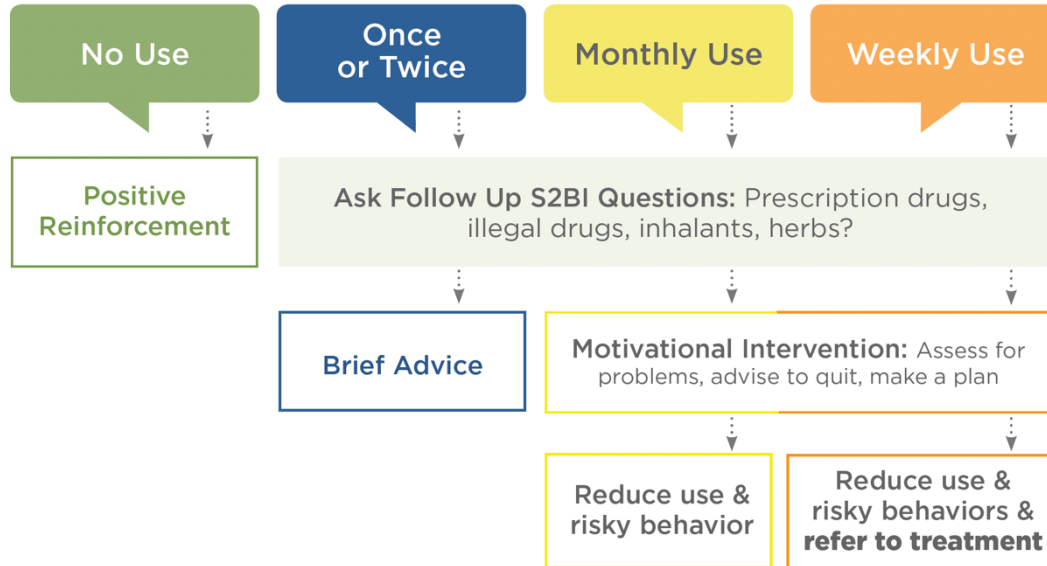 No Use
Once
or Twice
Monthly Use
Weekly Use
Positive
Reinforcement
Ask Follow Up S2BI Questions: Prescription drugs,
illegal drugs, inhalants, herbs?
Brief Advice
Motivational Intervention: Assess for
problems, advise to quit, make a plan
Reduce use &
risky behavior
Reduce use &
risky behaviors &
refer to treatment